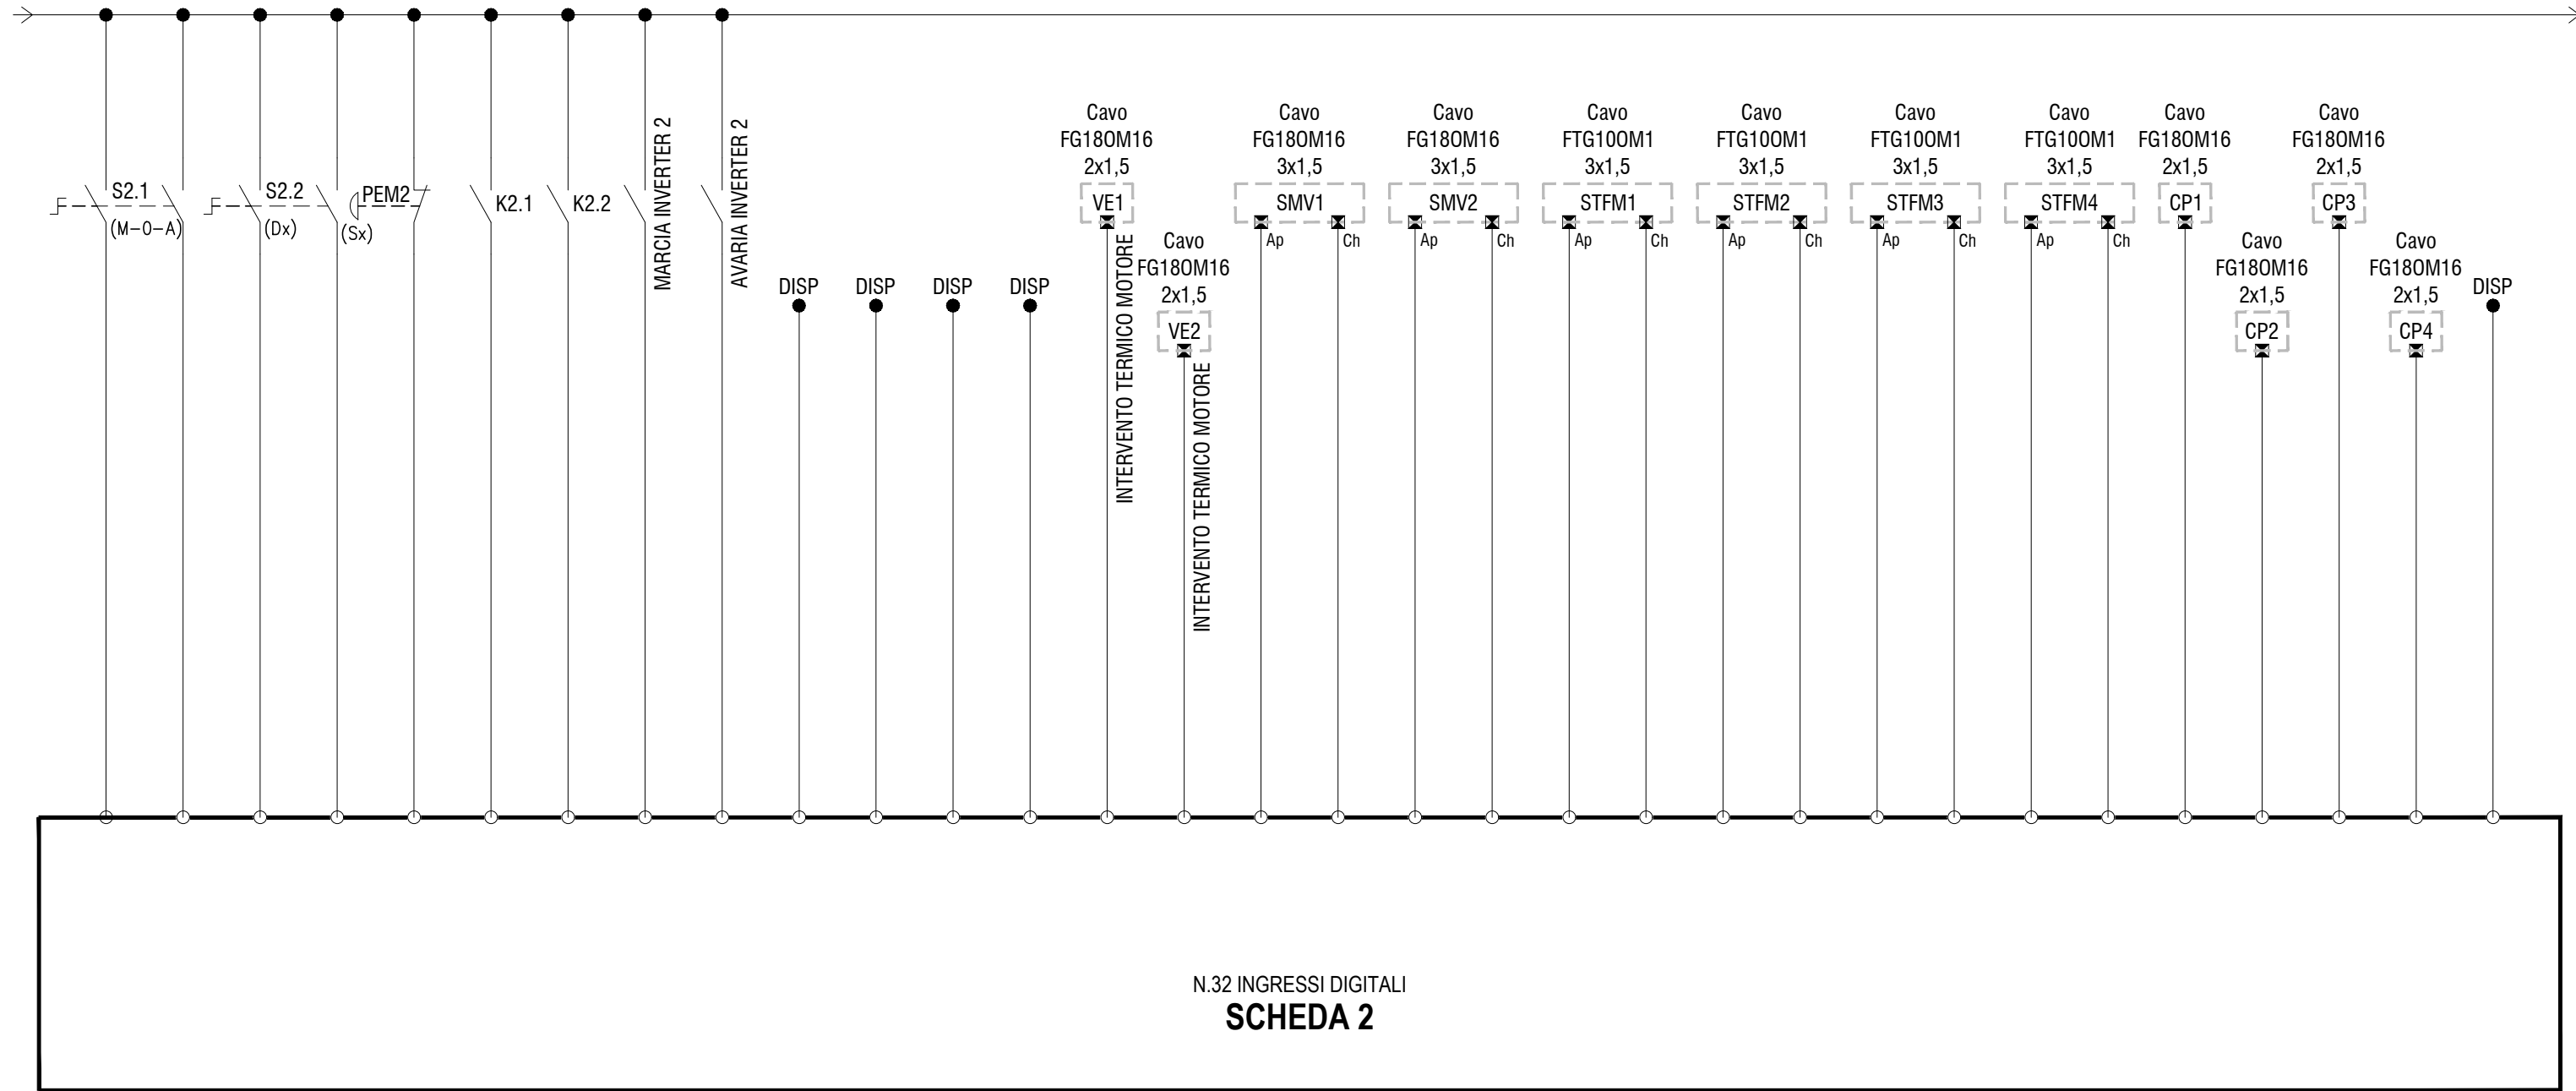 S2.1
(M-0-A)
S2.2
(Dx)
(Sx)
PEM2
K2.1
K2.2
MARCIA INVERTER 2
AVARIA INVERTER 2
DISP
DISP
DISP
DISP
Cavo
FG18OM16
2x1,5
VE1
INTERVENTO TERMICO MOTORE
Cavo
FG18OM16
2x1,5
VE2
INTERVENTO TERMICO MOTORE
Cavo
FG18OM16
3x1,5
SMV1
Ap
Ch
Cavo
FG18OM16
3x1,5
SMV2
Ap
Ch
Cavo
FTG10OM1
3x1,5
STFM1
Ap
Ch
Cavo
FTG10OM1
3x1,5
STFM2
Ap
Ch
Cavo
FTG10OM1
3x1,5
STFM3
Ap
Ch
Cavo
FTG10OM1
3x1,5
STFM4
Ap
Ch
Cavo
FG18OM16
2x1,5
CP1
Cavo
FG18OM16
2x1,5
CP2
Cavo
FG18OM16
2x1,5
CP3
Cavo
FG18OM16
2x1,5
CP4
DISP
N.32 INGRESSI DIGITALI
SCHEDA 2